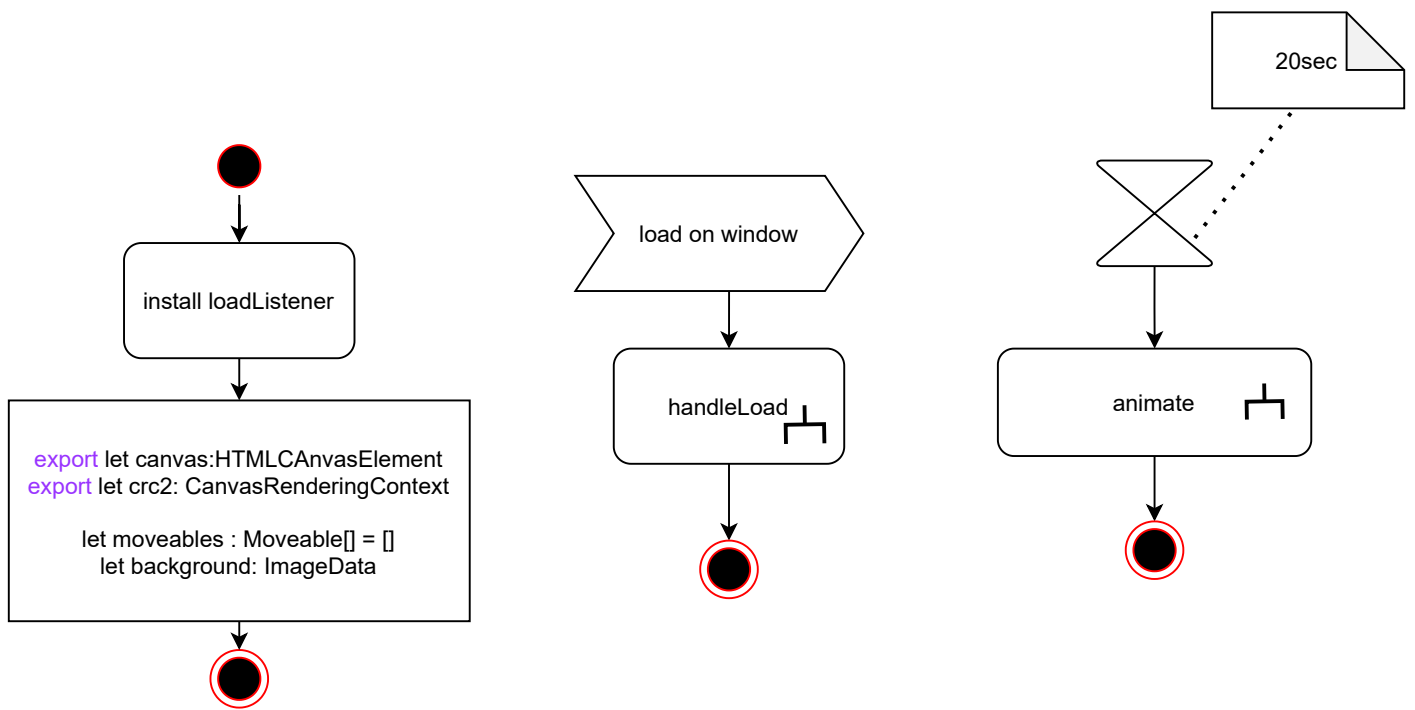 20sec
load on window
install loadListener
handleLoad
animate
export let canvas:HTMLCAnvasElement
export let crc2: CanvasRenderingContext
let moveables : Moveable[] = []
let background: ImageData